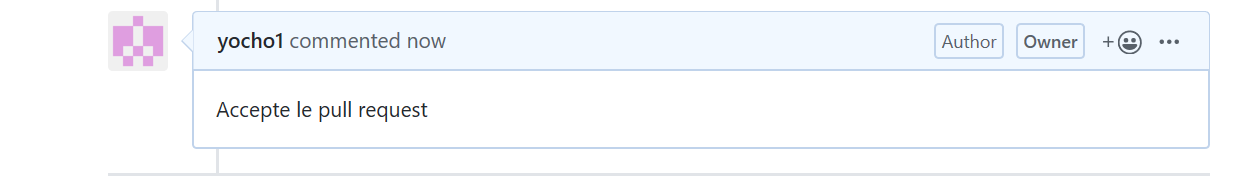 yocho1 commented now Author Owner
Accepte le pull request